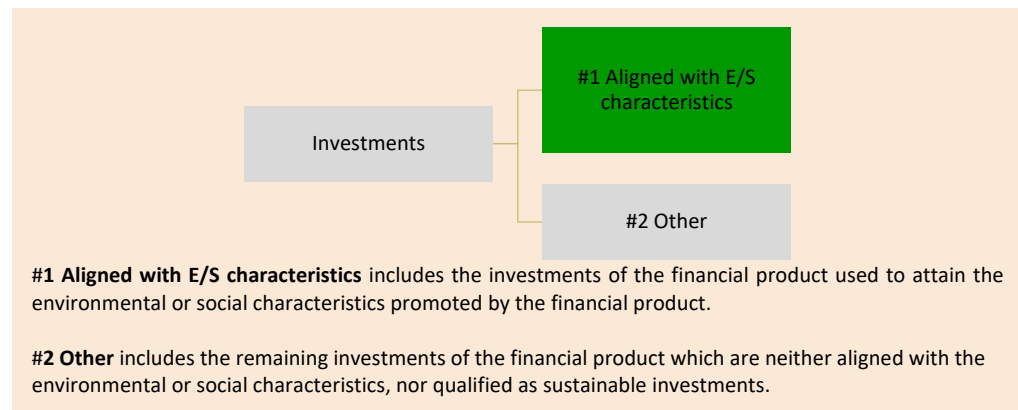 #1 Aligned with E/S
characteristics
Investments
#2 Other
#1 Aligned with E/S characteristics includes the investments of the financial product used to attain the
environmental or social characteristics promoted by the financial product.
#2 Other includes the remaining investments of the financial product which are neither aligned with the
environmental or social characteristics, nor qualified as sustainable investments.